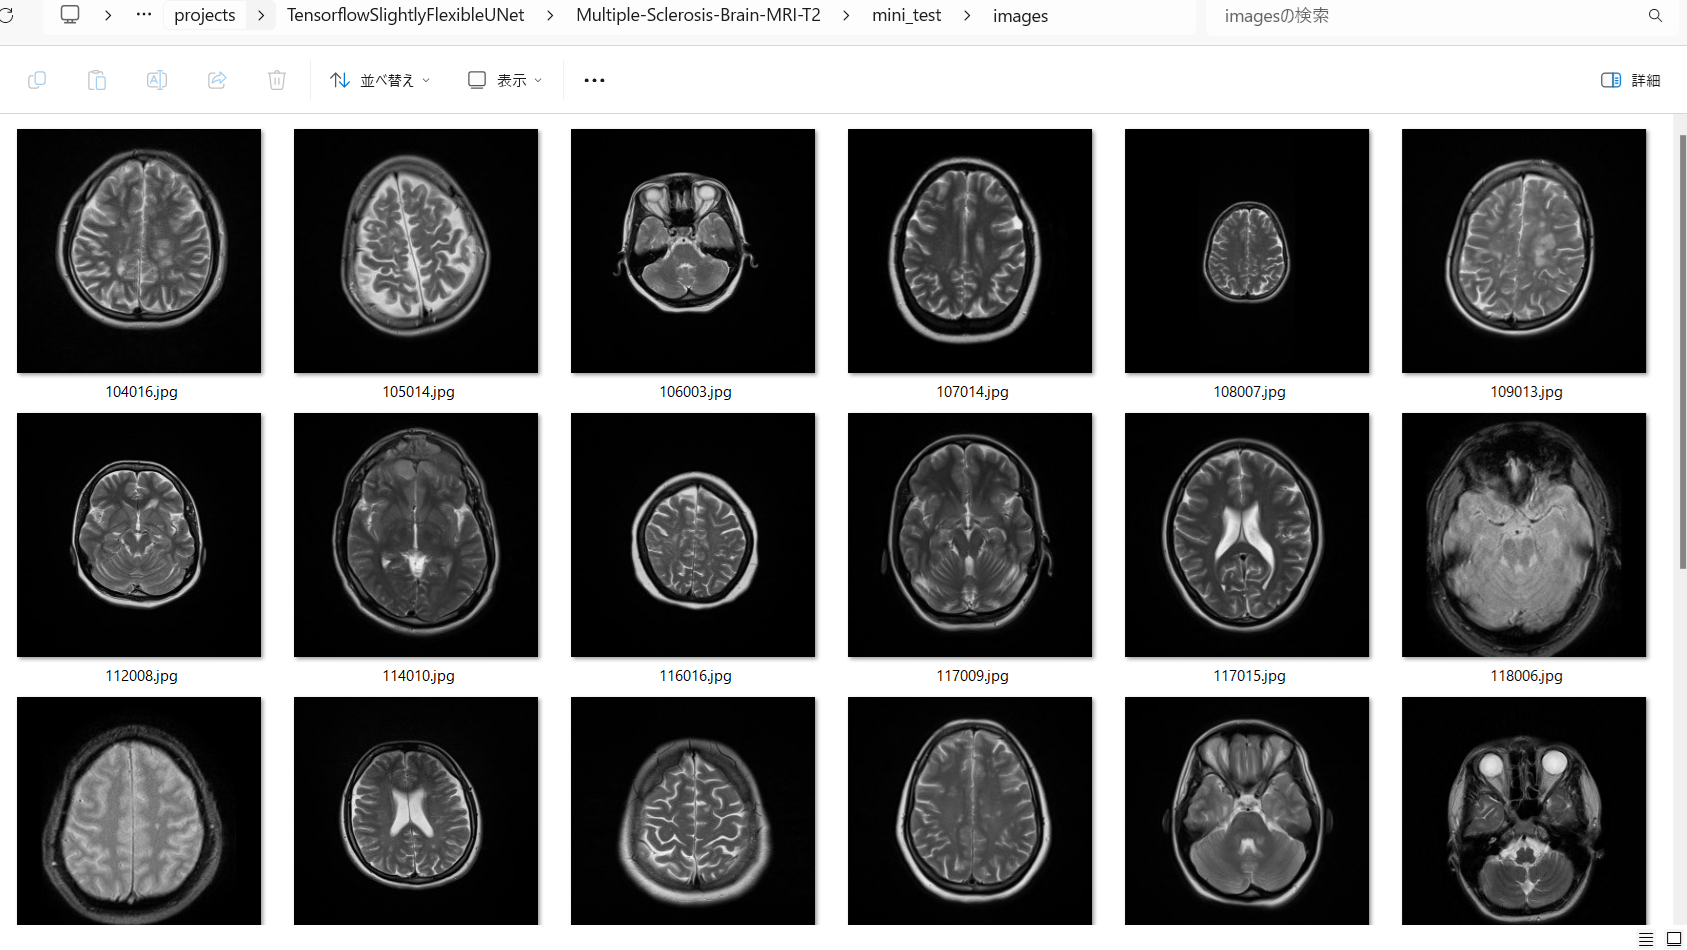 projects TensorflowSlightlyFlexibleUNet Multiple-Sclerosis-Brain-MRI-T2 mini_test images imagesの検索
並べ替え 表示 詳細
104016.jpg 105014.jpg 106003.jpg 107014.jpg 108007.jpg 109013.jpg
112008.jpg 114010.jpg 116016.jpg 117009.jpg 117015.jpg 118006.jpg